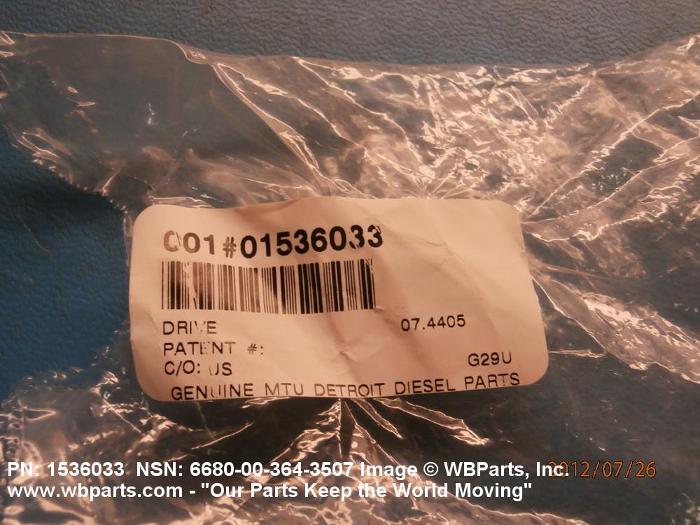 001#01536033
DRIVE 07.4405
PATENT #:
C/O: US G29U
GENUINE MTU DETROIT DIESEL PARTS
PN: 1536033 NSN: 6680-00-364-3507 Image © WBParts, Inc. 2012/07/26
www.wbparts.com - "Our Parts Keep the World Moving"